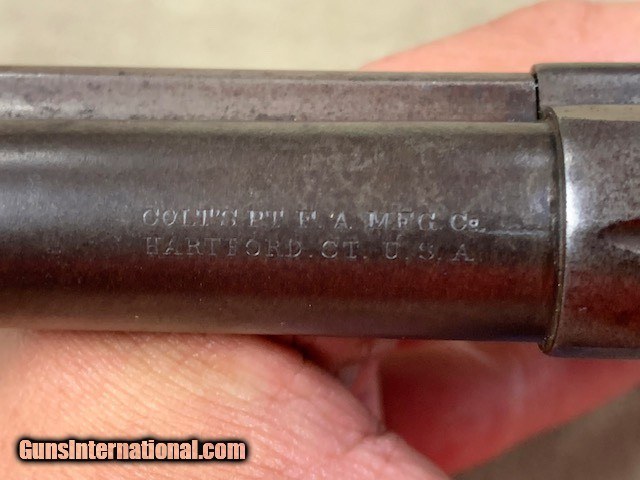 COLT'S PT. F. A. MFG. Co.
HARTFORD. CT. U. S. A.
GunsInternational.com